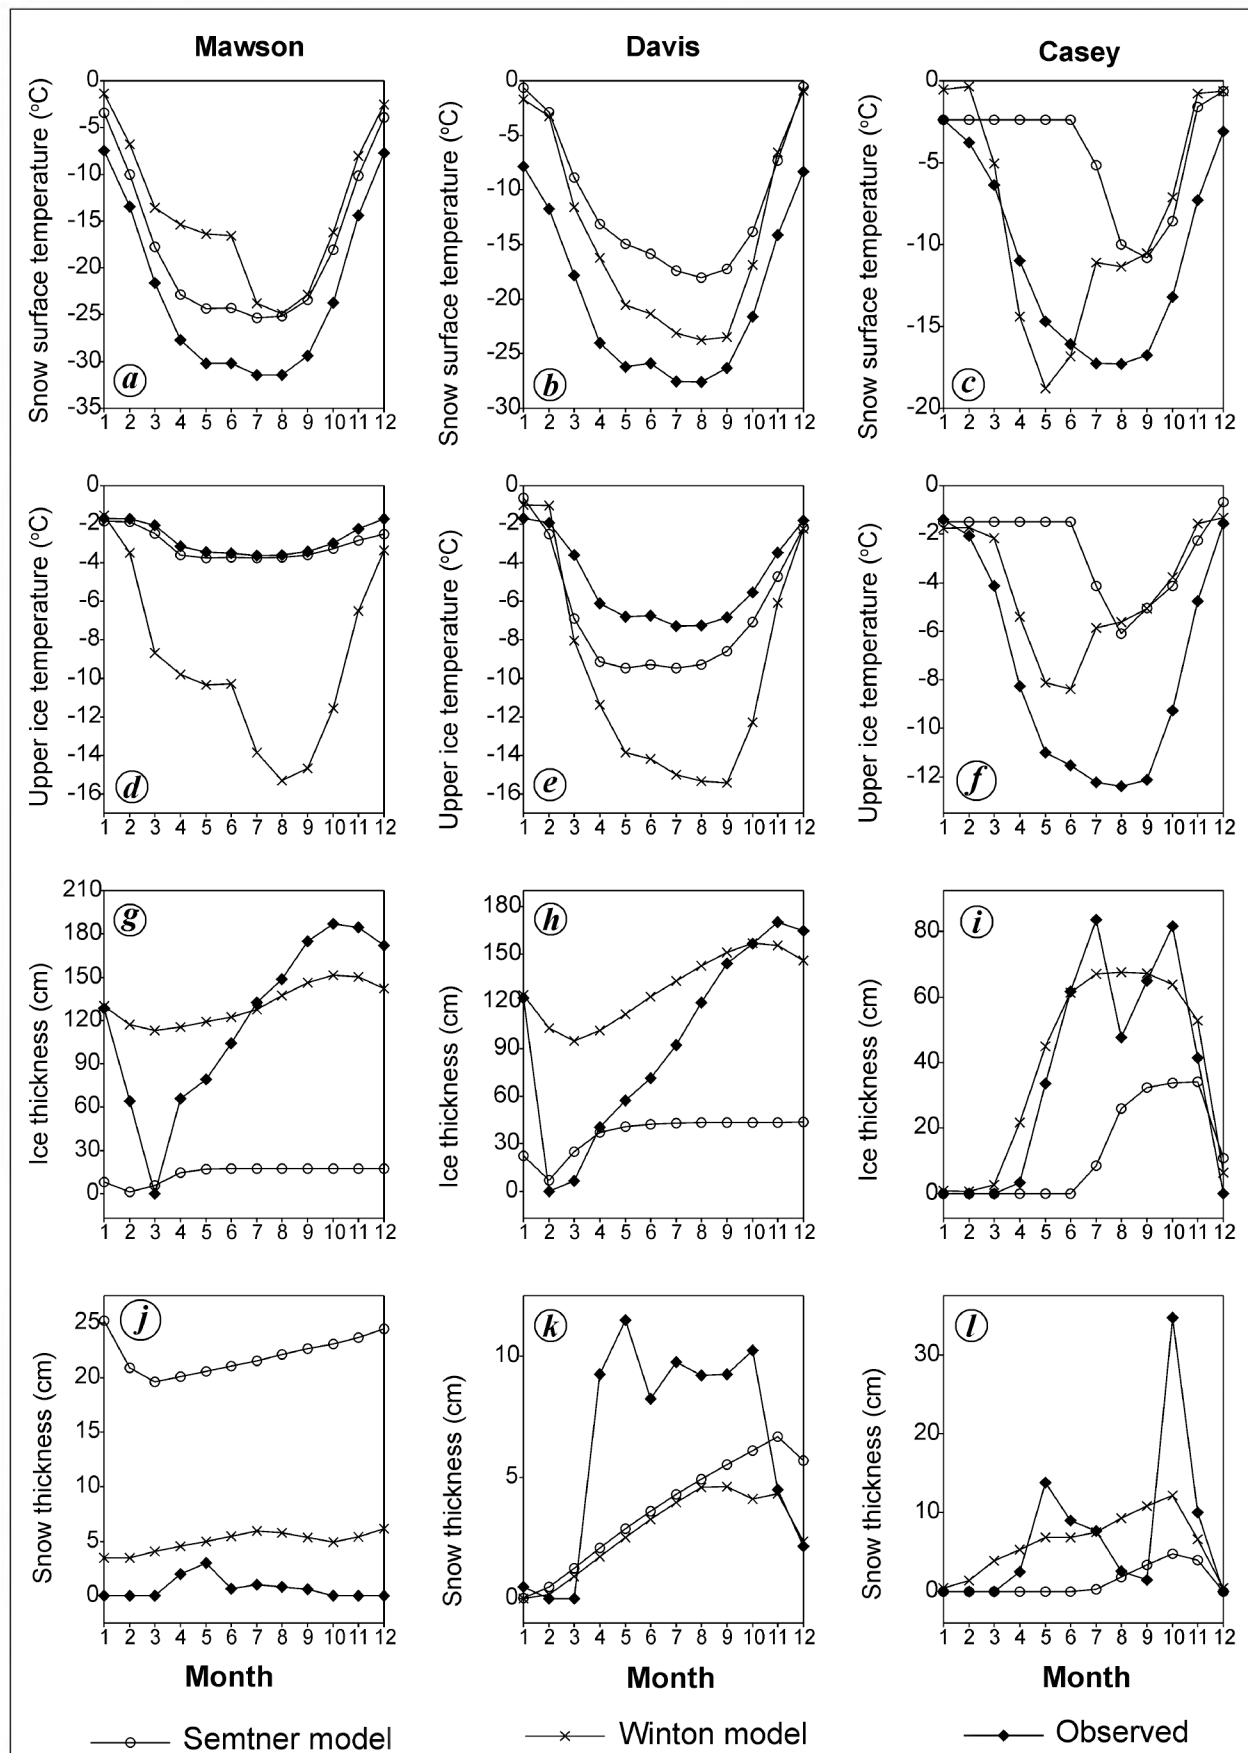 Mawson
Davis
Casey
Snow surface temperature (°C)
0
-5
-10
-15
-20
-25
-30
-35
1 2 3 4 5 6 7 8 9 10 11 12
a
Snow surface temperature (°C)
0
-5
-10
-15
-20
-25
-30
1 2 3 4 5 6 7 8 9 10 11 12
b
Snow surface temperature (°C)
0
-5
-10
-15
-20
1 2 3 4 5 6 7 8 9 10 11 12
c
Upper ice temperature (°C)
0
-2
-4
-6
-8
-10
-12
-14
-16
1 2 3 4 5 6 7 8 9 10 11 12
d
Upper ice temperature (°C)
0
-2
-4
-6
-8
-10
-12
-14
-16
1 2 3 4 5 6 7 8 9 10 11 12
e
Upper ice temperature (°C)
0
-2
-4
-6
-8
-10
-12
1 2 3 4 5 6 7 8 9 10 11 12
f
Ice thickness (cm)
210
180
150
120
90
60
30
0
1 2 3 4 5 6 7 8 9 10 11 12
g
Ice thickness (cm)
180
150
120
90
60
30
0
1 2 3 4 5 6 7 8 9 10 11 12
h
Ice thickness (cm)
80
60
40
20
0
1 2 3 4 5 6 7 8 9 10 11 12
i
Snow thickness (cm)
25
20
15
10
5
0
1 2 3 4 5 6 7 8 9 10 11 12
j
Snow thickness (cm)
10
5
0
1 2 3 4 5 6 7 8 9 10 11 12
k
Snow thickness (cm)
30
20
10
0
1 2 3 4 5 6 7 8 9 10 11 12
l
Month
Month
Month
Semtner model
Winton model
Observed